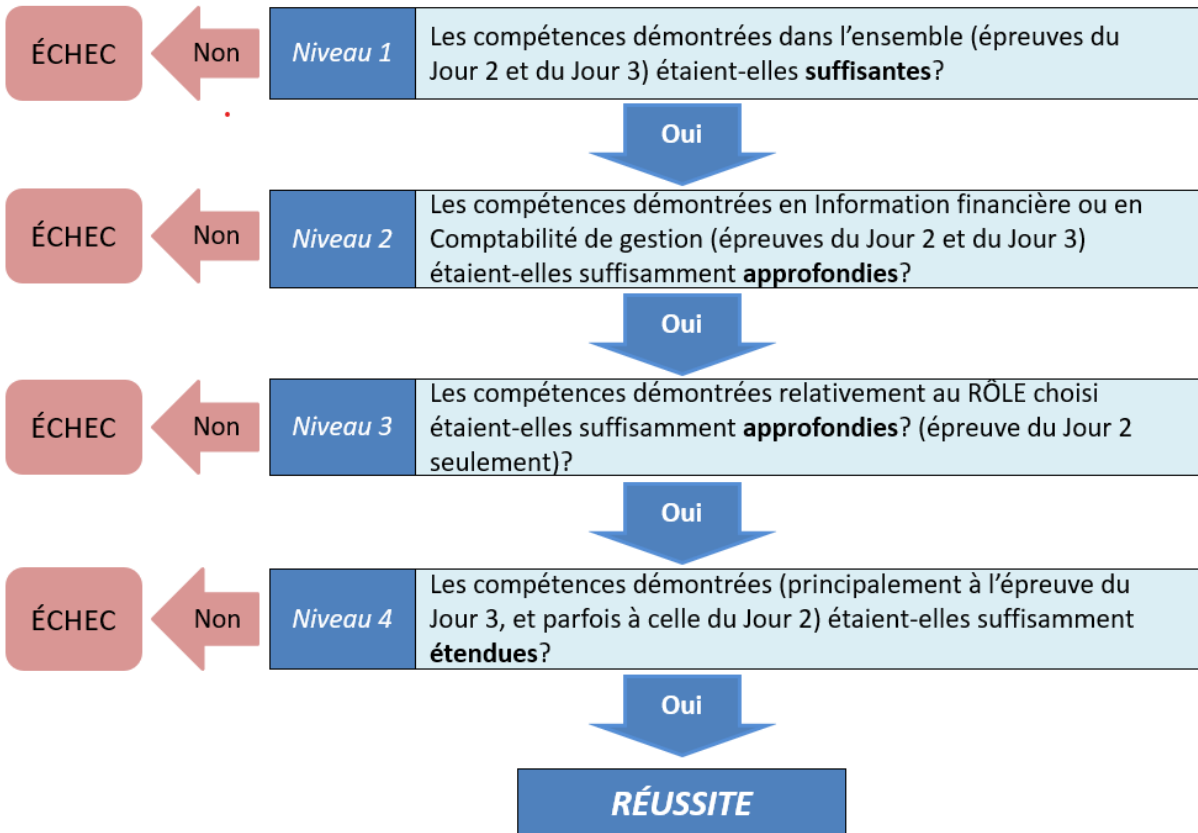 ÉCHEC
Non
Niveau 1
Les compétences démontrées dans l'ensemble (épreuves du
Jour 2 et du Jour 3) étaient-elles suffisantes?
Oui
ÉCHEC
Non
Niveau 2
Les compétences démontrées en Information financière ou en
Comptabilité de gestion (épreuves du Jour 2 et du Jour 3)
étaient-elles suffisamment approfondies?
Oui
ÉCHEC
Non
Niveau 3
Les compétences démontrées relativement au RÔLE choisi
étaient-elles suffisamment approfondies? (épreuve du Jour 2
seulement)?
Oui
ÉCHEC
Non
Niveau 4
Les compétences démontrées (principalement à l'épreuve du
Jour 3, et parfois à celle du Jour 2) étaient-elles suffisamment
étendues?
Oui
RÉUSSITE